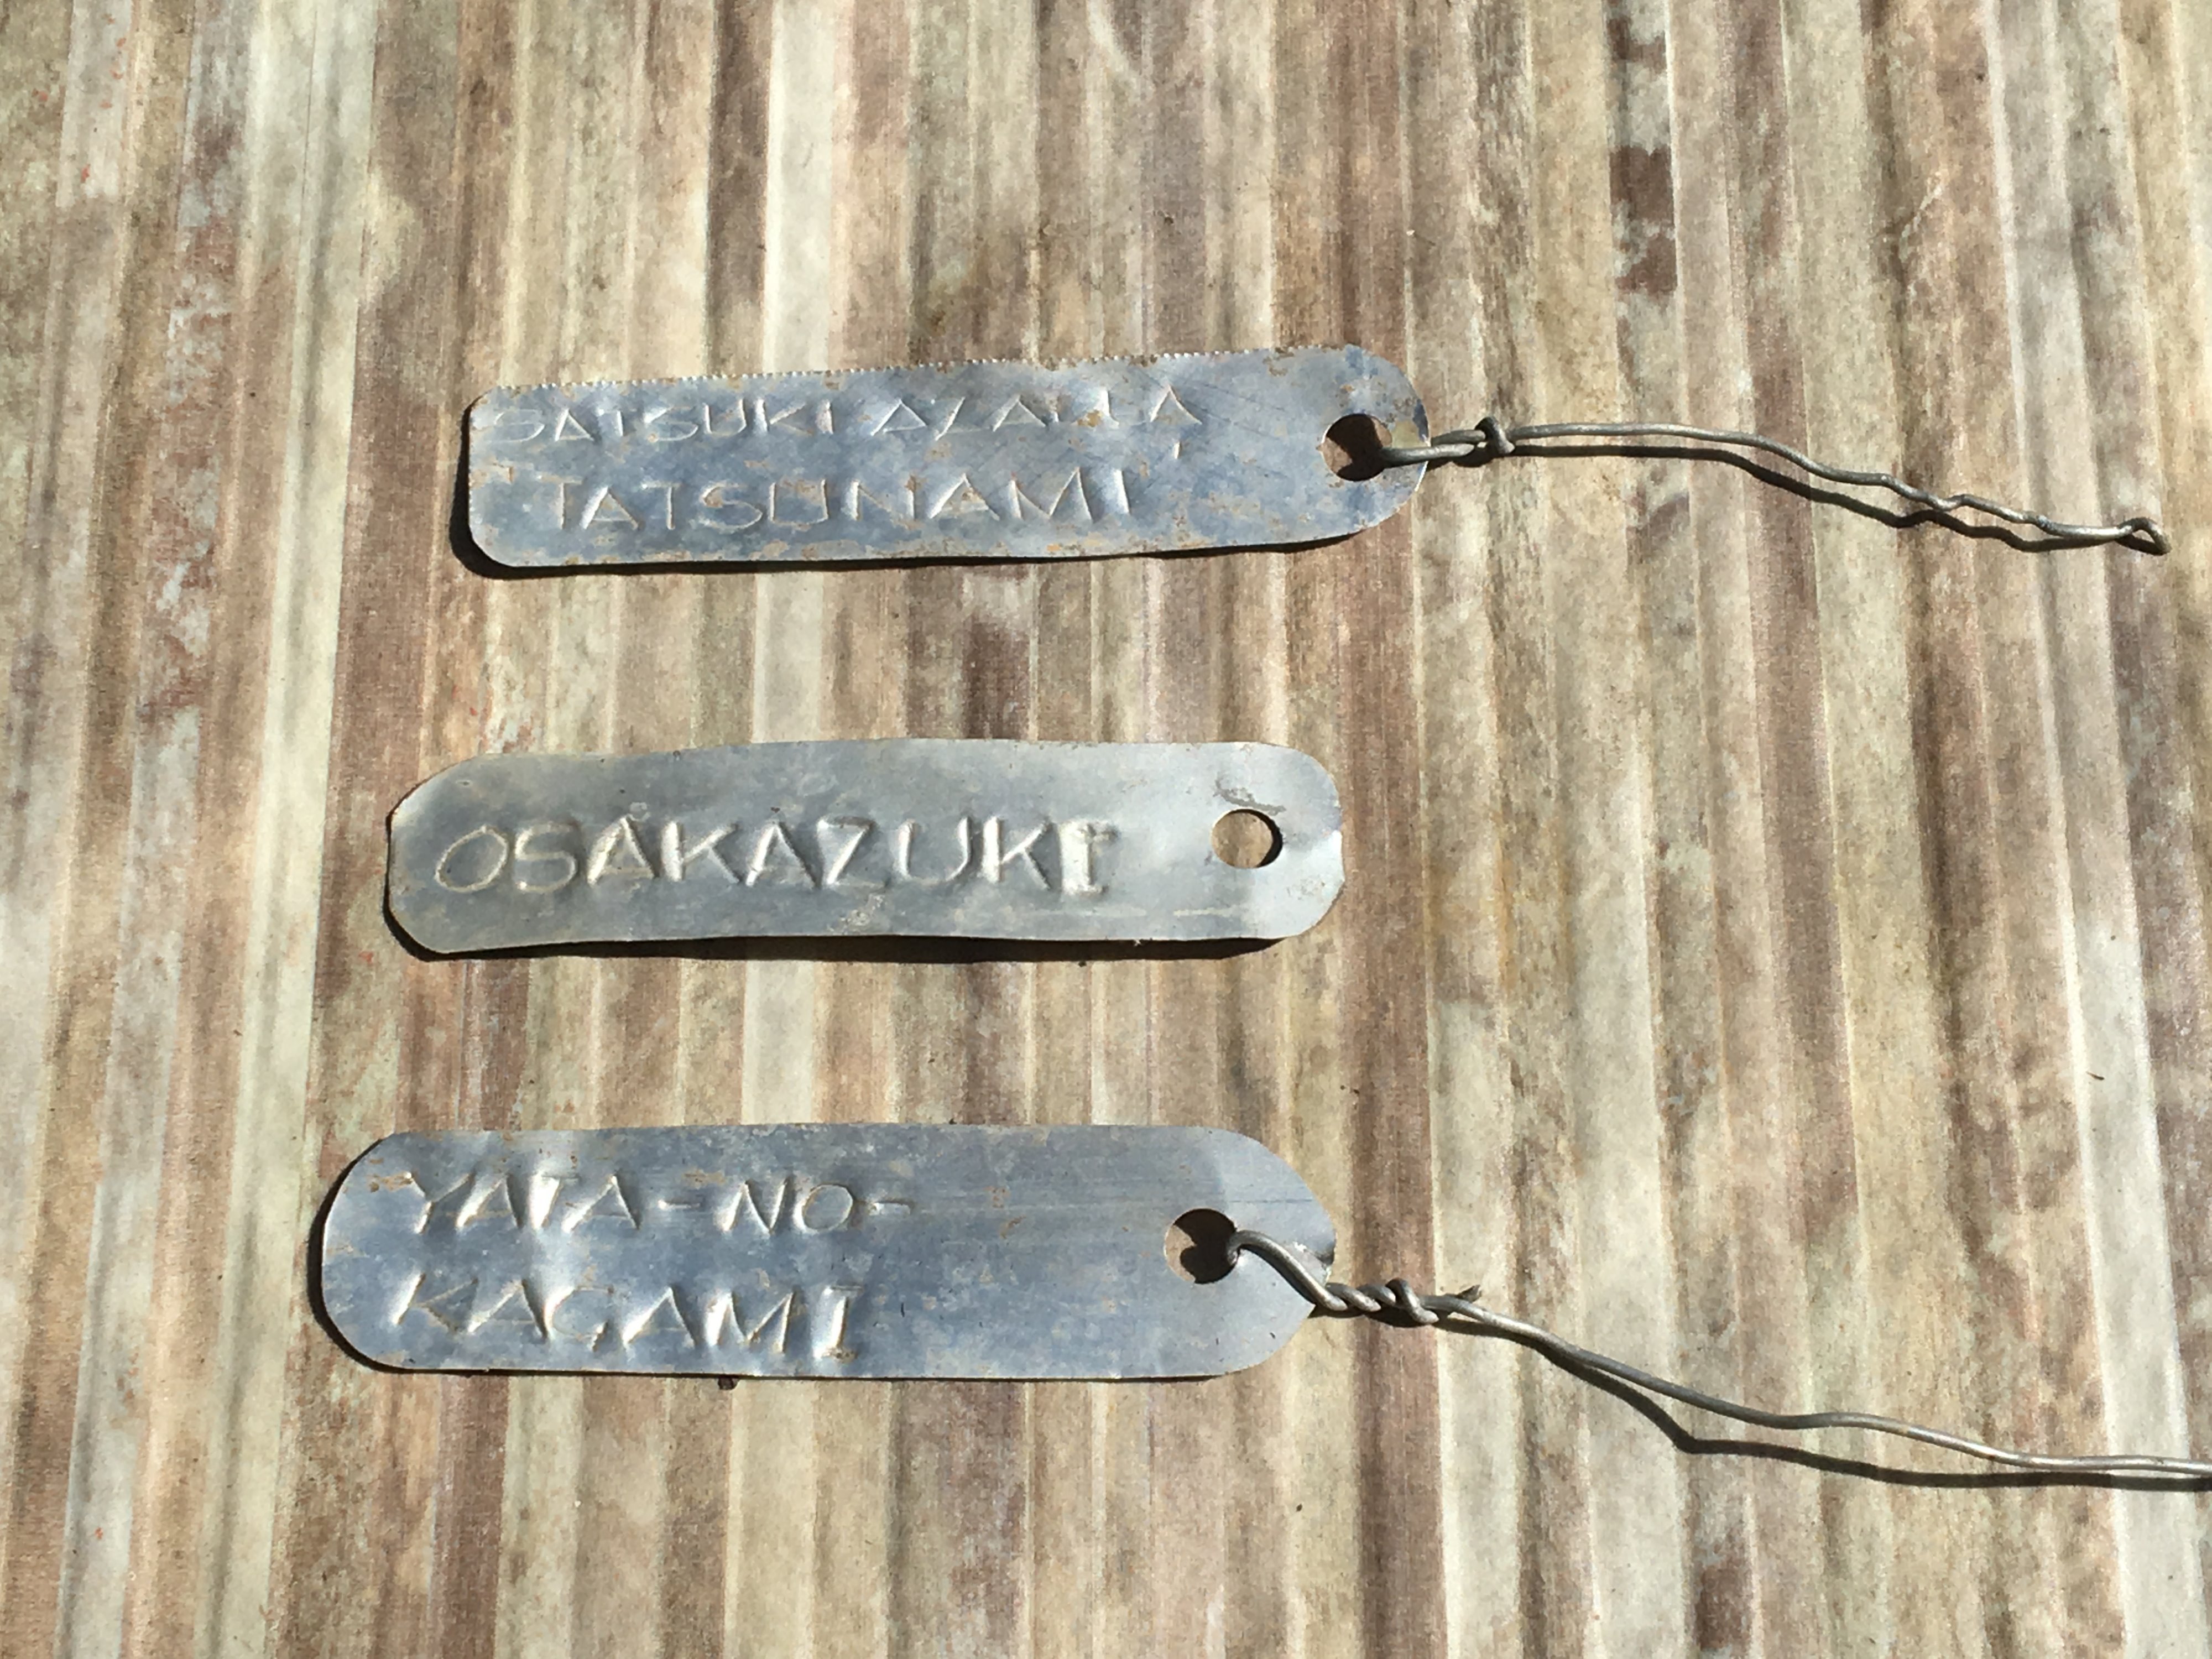 SATSUKI AZALEA
'TATSUNAMI'
OSAKAZUKI
YATA-NO-
KAGAMI